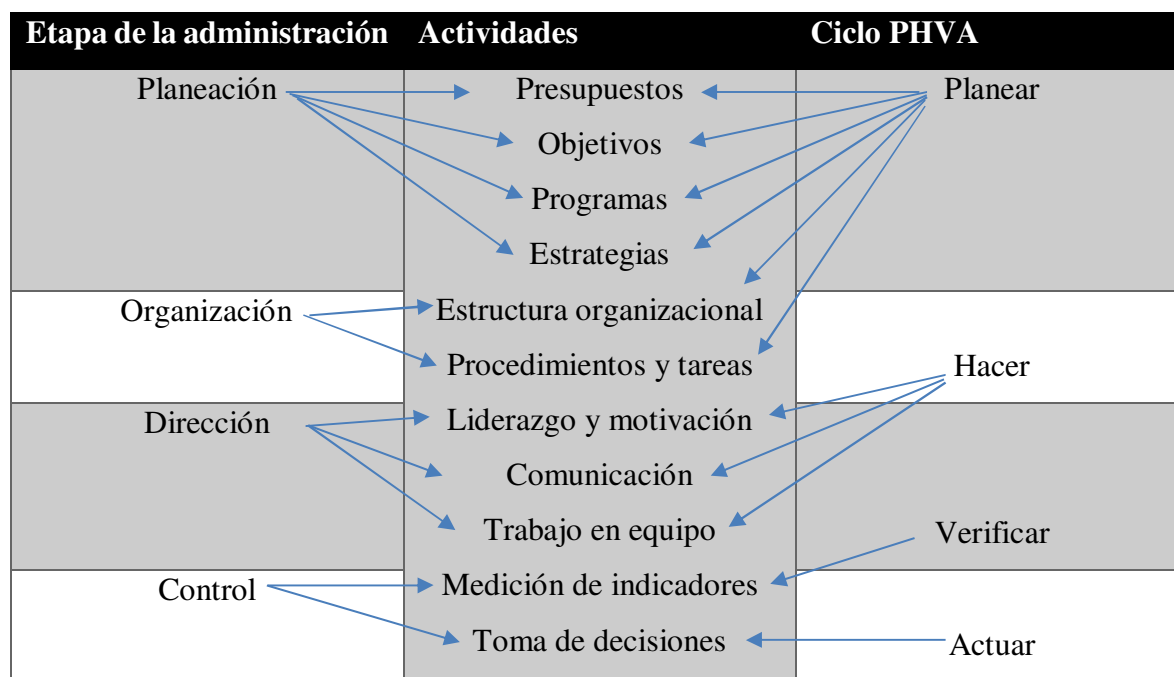 Etapa de la administración Actividades Ciclo PHVA
Planeación Presupuestos Planear
Objetivos
Programas
Estrategias
Organización Estructura organizacional
Procedimientos y tareas Hacer
Dirección Liderazgo y motivación
Comunicación
Trabajo en equipo Verificar
Control Medición de indicadores
Toma de decisiones Actuar